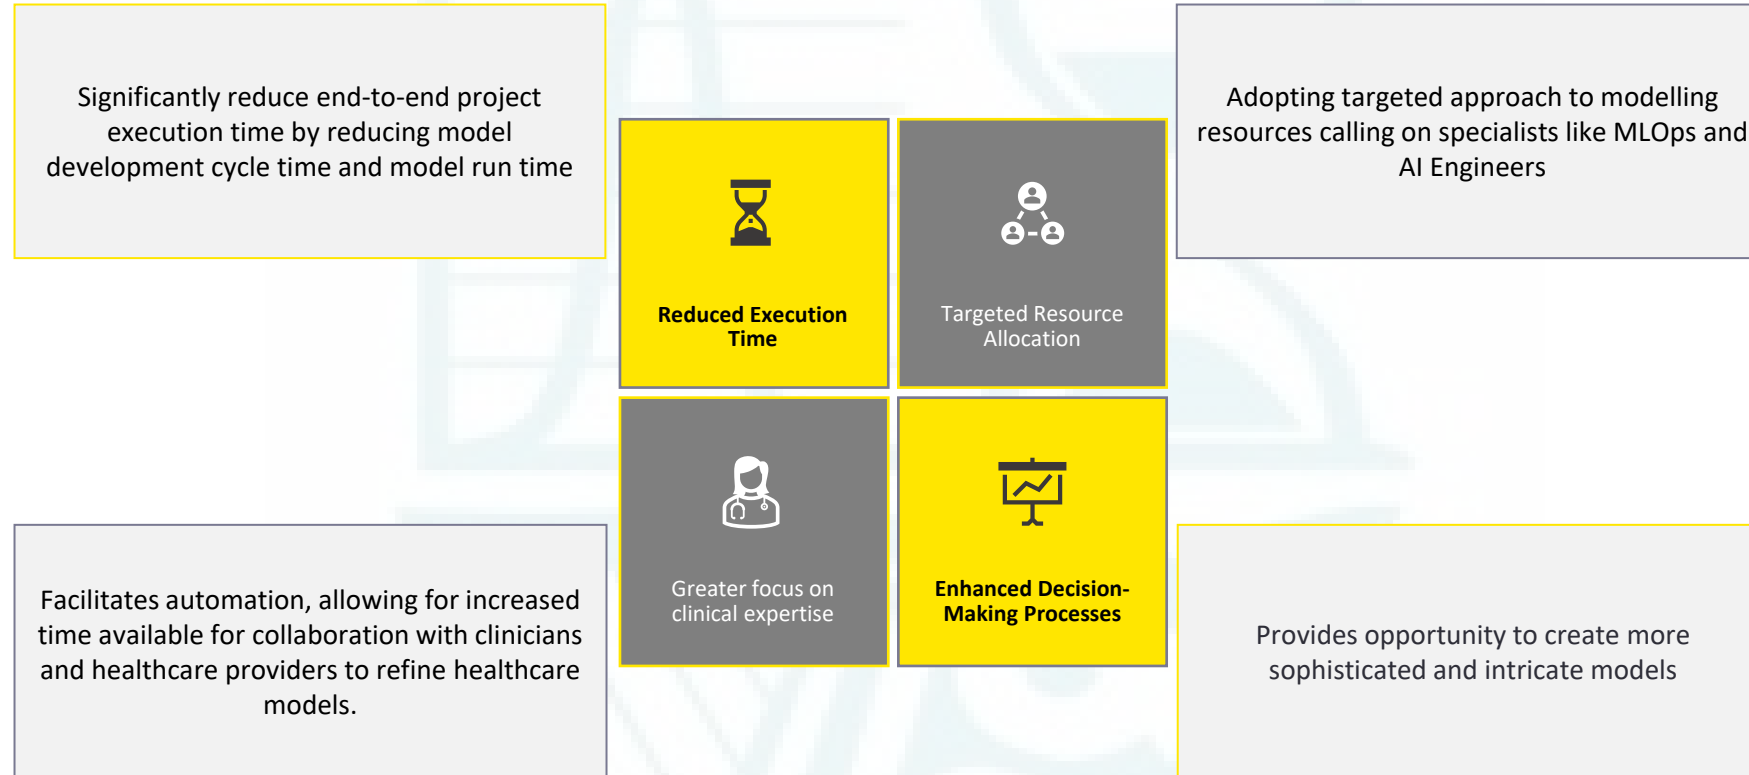 Significantly reduce end-to-end project
execution time by reducing model
development cycle time and model run time
Adopting targeted approach to modelling
resources calling on specialists like MLOps and
AI Engineers
Reduced Execution
Time
Targeted Resource
Allocation
Greater focus on
clinical expertise
Enhanced Decision-
Making Processes
Facilitates automation, allowing for increased
time available for collaboration with clinicians
and healthcare providers to refine healthcare
models.
Provides opportunity to create more
sophisticated and intricate models